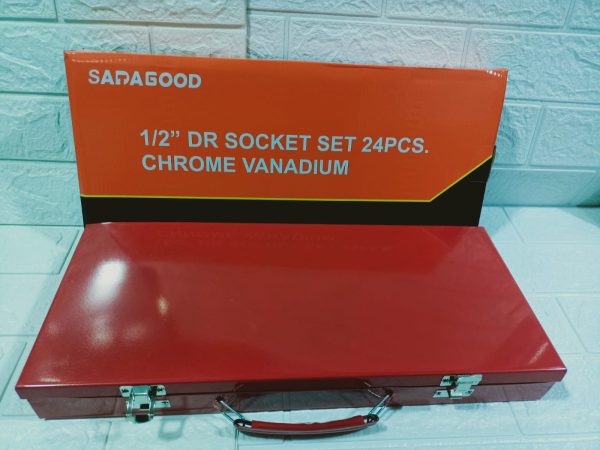 SADAGOOD
1/2” DR SOCKET SET 24PCS.
CHROME VANADIUM